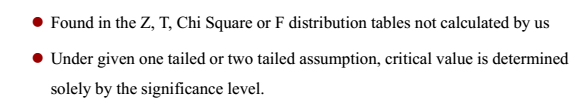 ● Found in the Z, T, Chi Square or F distribution tables not calculated by us
● Under given one tailed or two tailed assumption, critical value is determined
solely by the significance level.